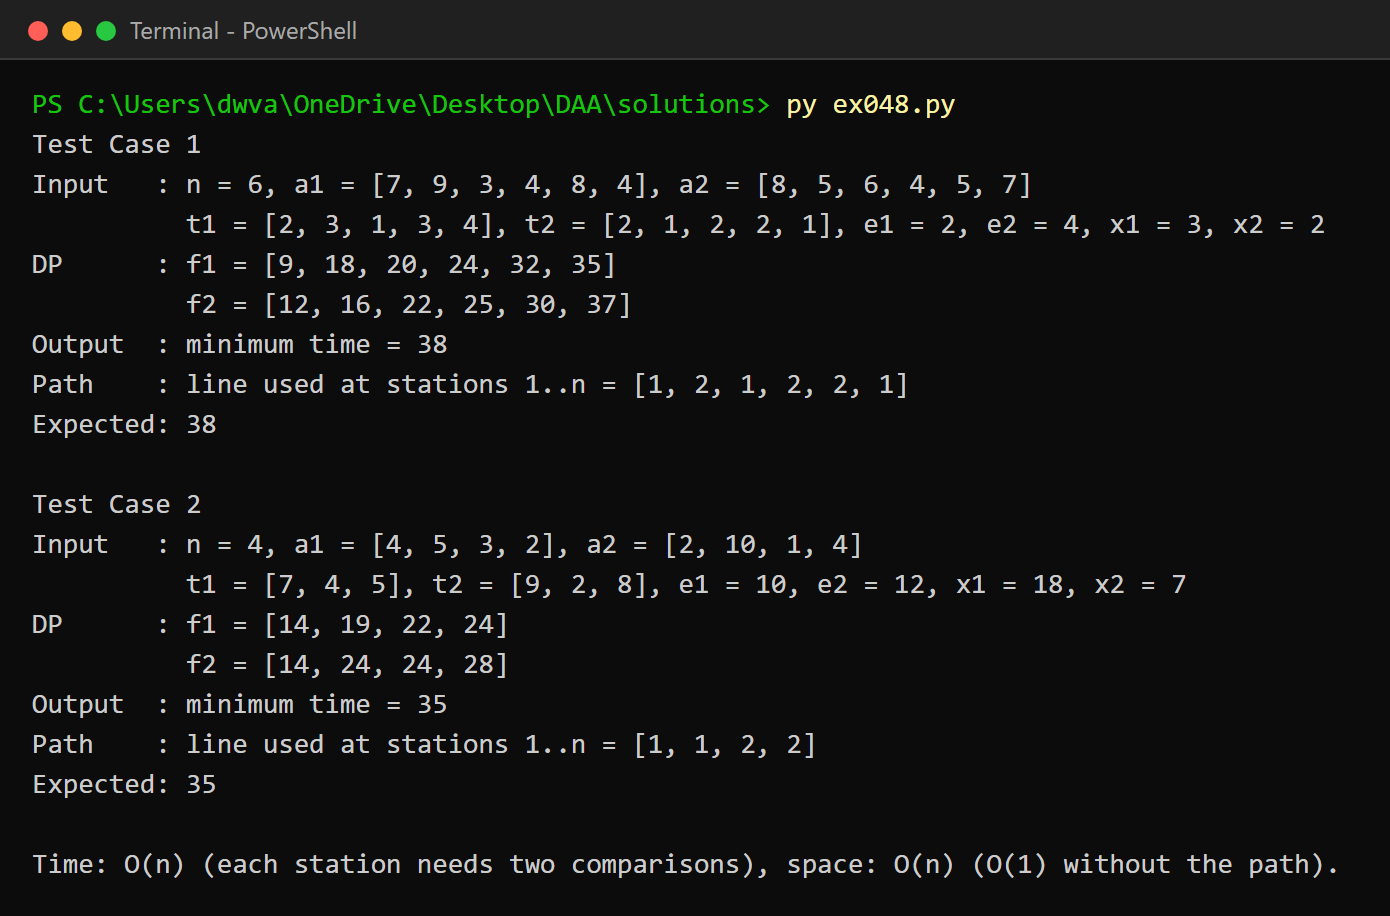 Terminal - PowerShell
PS C:\Users\dwva\OneDrive\Desktop\DAA\solutions> py ex048.py
Test Case 1
Input   : n = 6, a1 = [7, 9, 3, 4, 8, 4], a2 = [8, 5, 6, 4, 5, 7]
          t1 = [2, 3, 1, 3, 4], t2 = [2, 1, 2, 2, 1], e1 = 2, e2 = 4, x1 = 3, x2 = 2
DP      : f1 = [9, 18, 20, 24, 32, 35]
          f2 = [12, 16, 22, 25, 30, 37]
Output  : minimum time = 38
Path    : line used at stations 1..n = [1, 2, 1, 2, 2, 1]
Expected: 38

Test Case 2
Input   : n = 4, a1 = [4, 5, 3, 2], a2 = [2, 10, 1, 4]
          t1 = [7, 4, 5], t2 = [9, 2, 8], e1 = 10, e2 = 12, x1 = 18, x2 = 7
DP      : f1 = [14, 19, 22, 24]
          f2 = [14, 24, 24, 28]
Output  : minimum time = 35
Path    : line used at stations 1..n = [1, 1, 2, 2]
Expected: 35

Time: O(n) (each station needs two comparisons), space: O(n) (O(1) without the path).